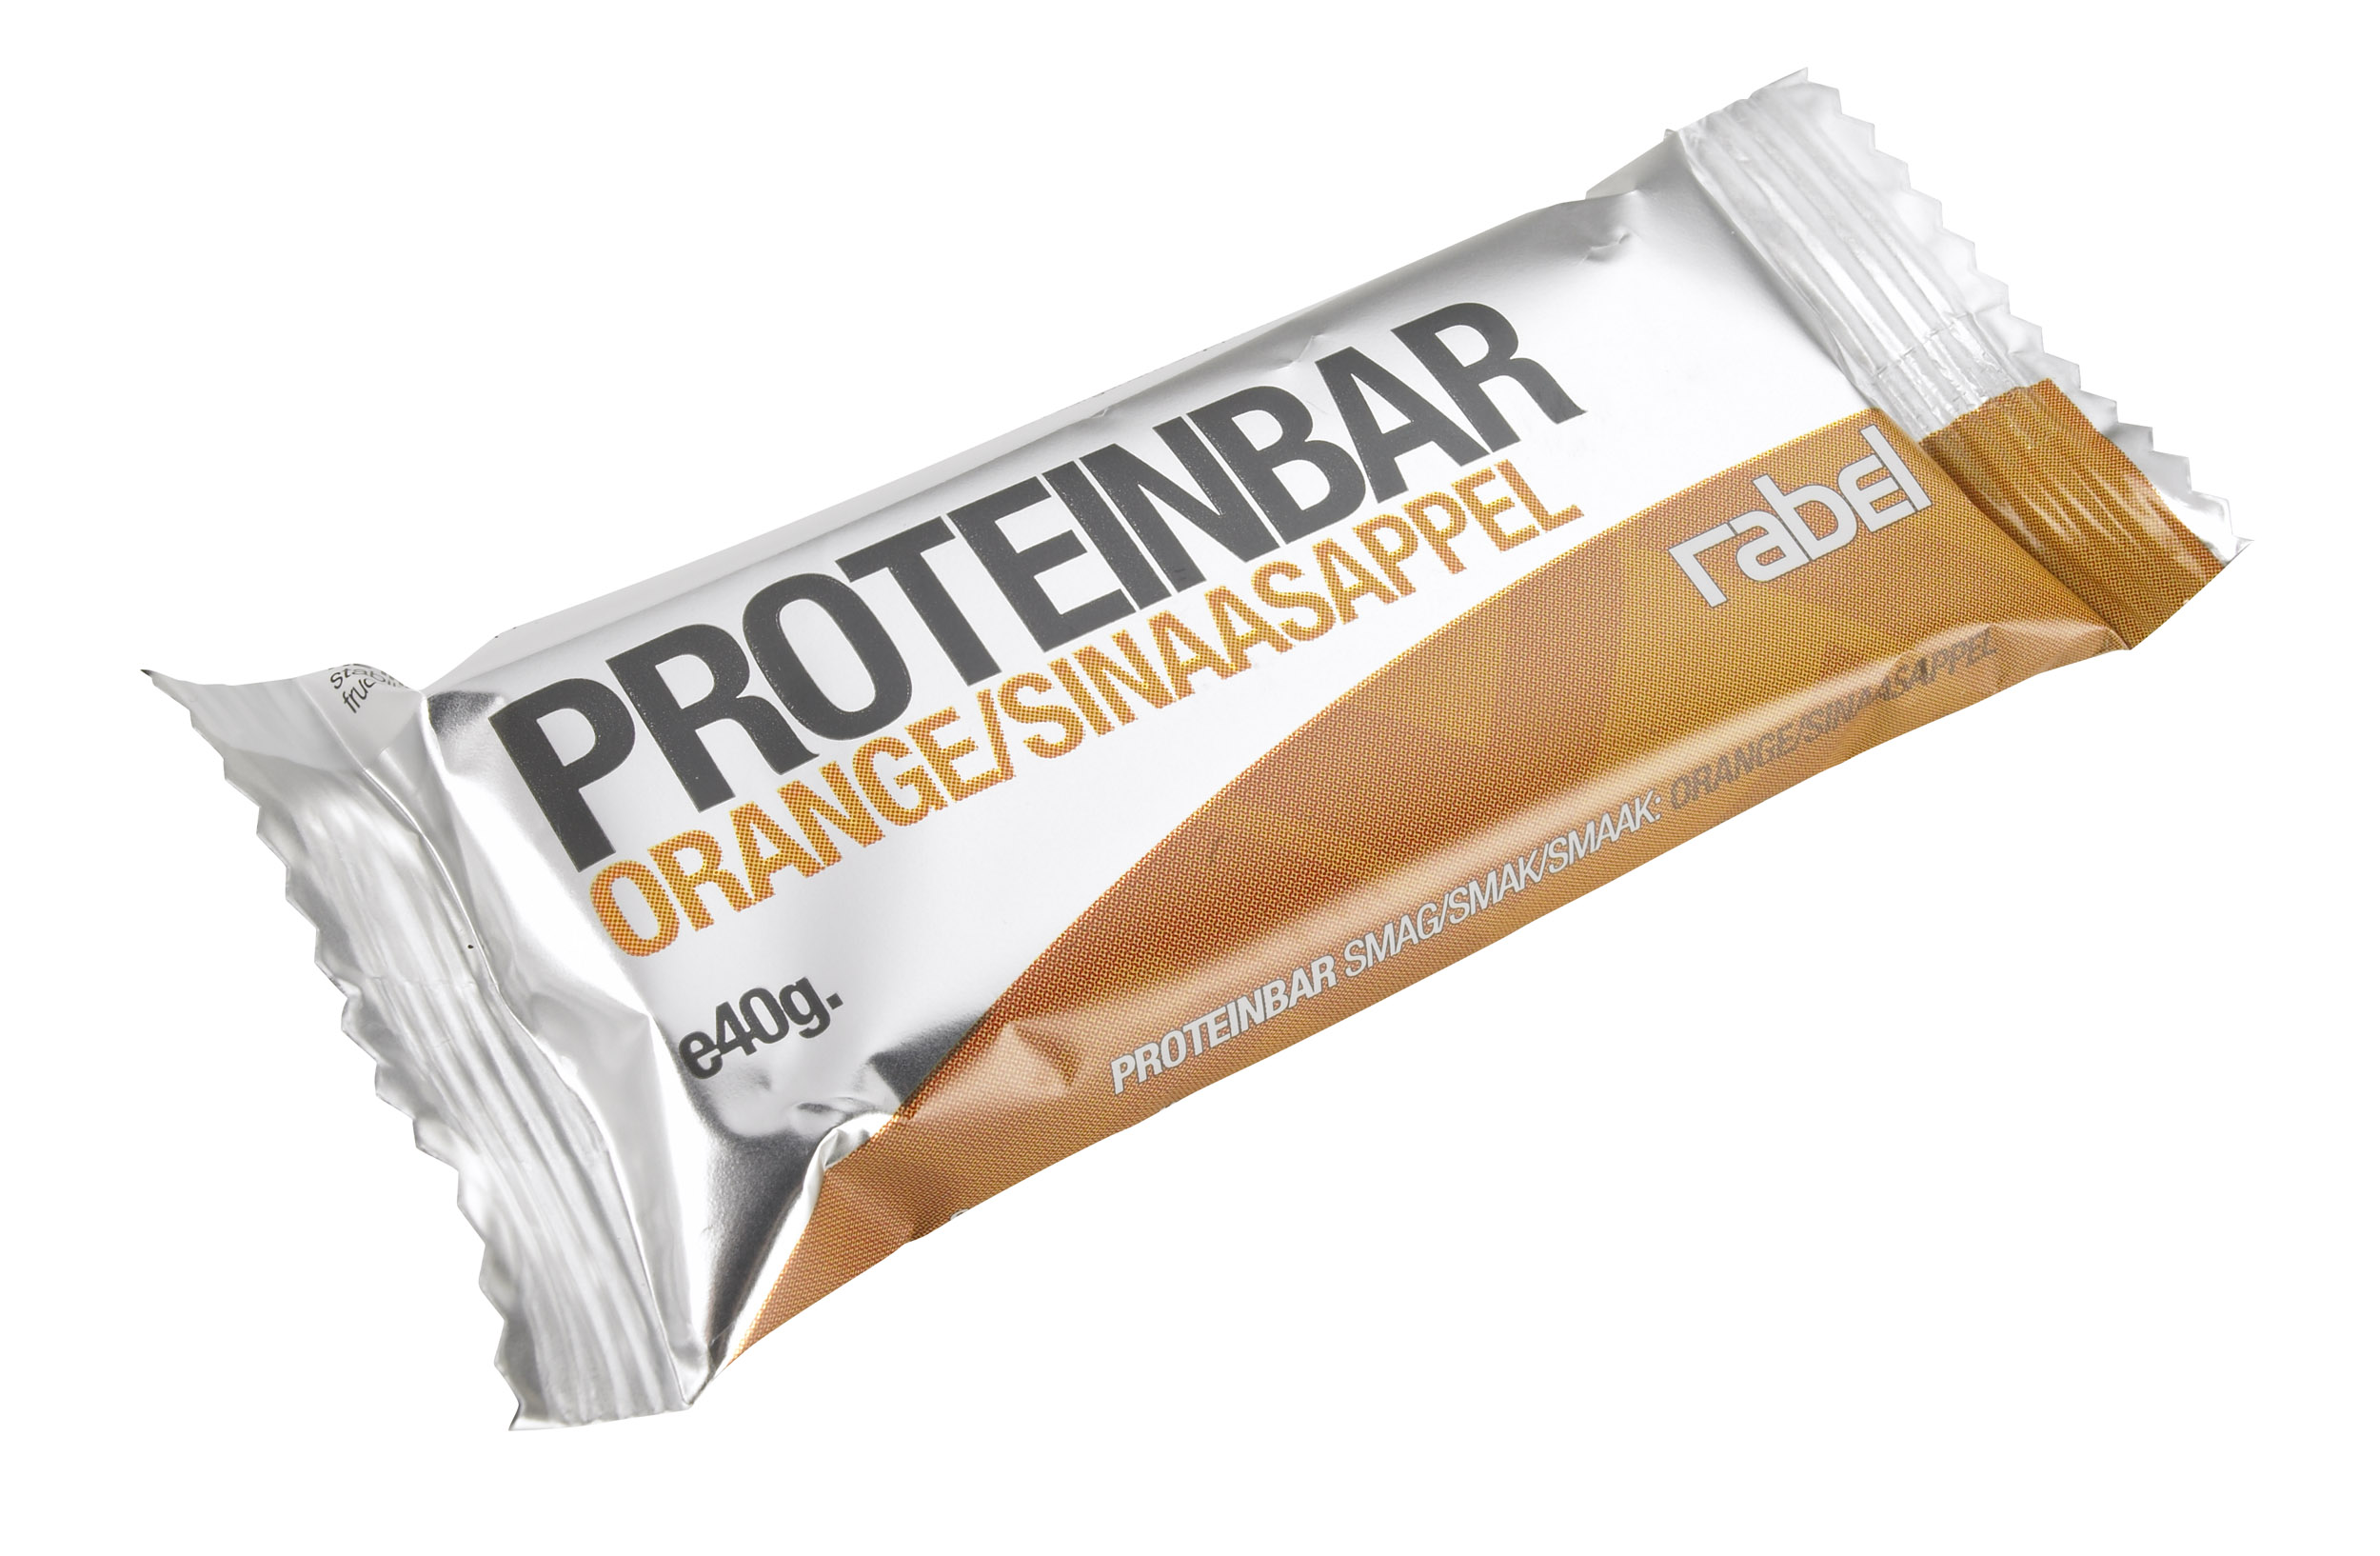 PROTEINBAR
ORANGE/SINAASAPPEL
rabel
e40g.
PROTEINBAR SMAG/SMAK/SMAAK: ORANGE/SINAASAPPEL